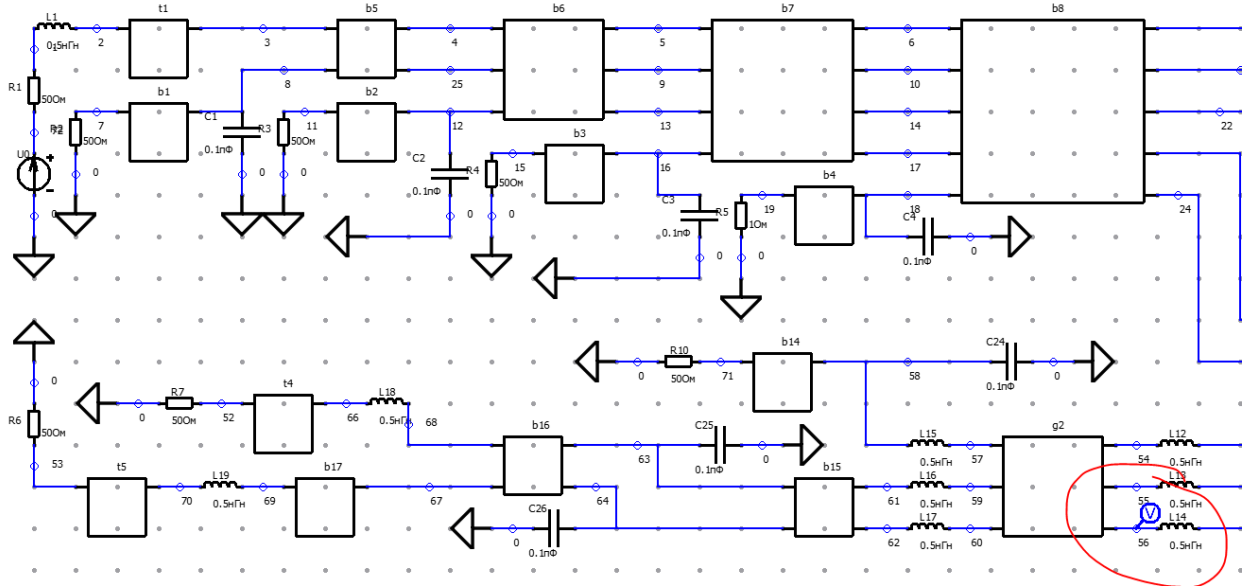 L1 t1 b5 b6 b7 b8
0.5нГн 2 3 4 5 6
R1 50Ом 8 25 9 10
b1 b2 b3
R2 50Ом 7 C1 0.1пФ R3 50Ом 11 12 13 14 22
U0 + - 0 0 0 C2 0.1пФ R4 50Ом 15 16 17
b4
0 0 0 C3 0.1пФ R5 1Ом 19 18 24
C4 0.1пФ 0
0 0
R10 50Ом b14 C24 0.1пФ
0 71 58 0
0 R7 50Ом t4 L18 0.5нГн
0 52 66 68
R6 50Ом b16 C25 0.1пФ L15 0.5нГн g2 L12 0.5нГн
63 0 57 54
53 t5 L19 0.5нГн b17 b15 L16 0.5нГн L13
70 69 67 64 61 59 55 0.5нГн
C26 0.1пФ L17 0.5нГн V L14 0.5нГн
0 62 60 56